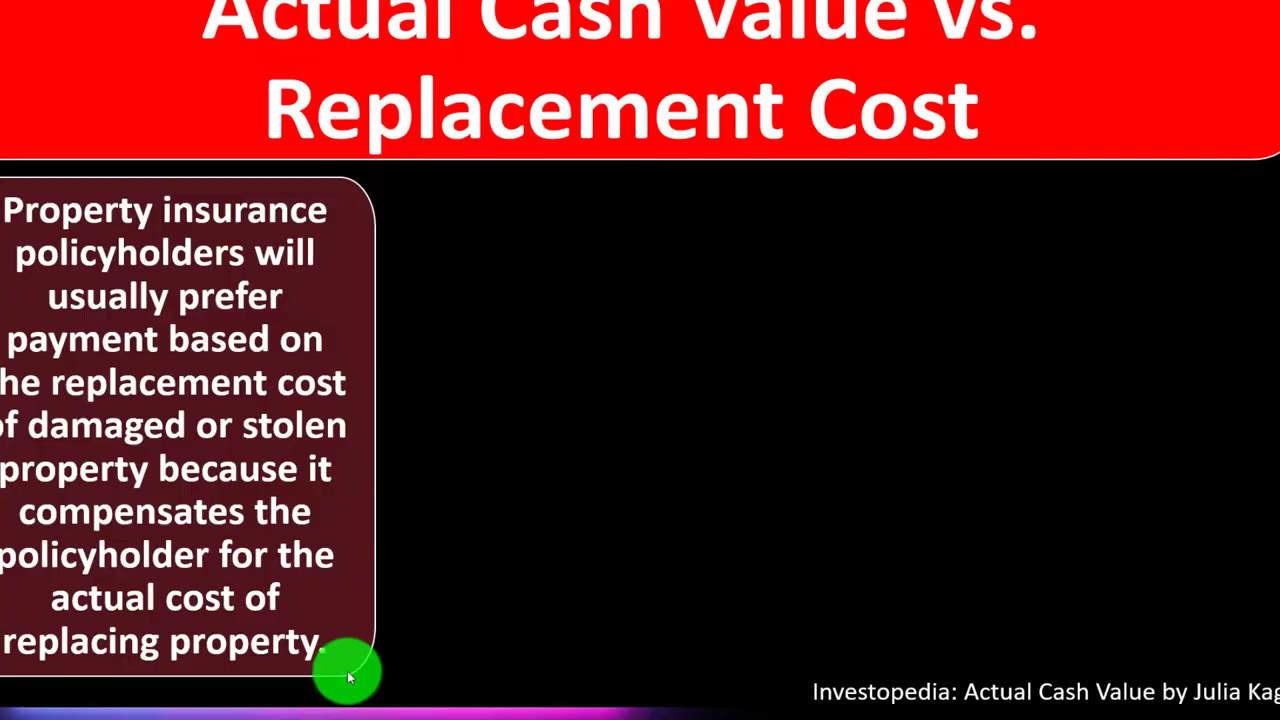 Actual Cash Value vs.
Replacement Cost
Property insurance
policyholders will
usually prefer
payment based on
he replacement cost
of damaged or stolen
property because it
compensates the
policyholder for the
actual cost of
replacing property.
Investopedia: Actual Cash Value by Julia Kag